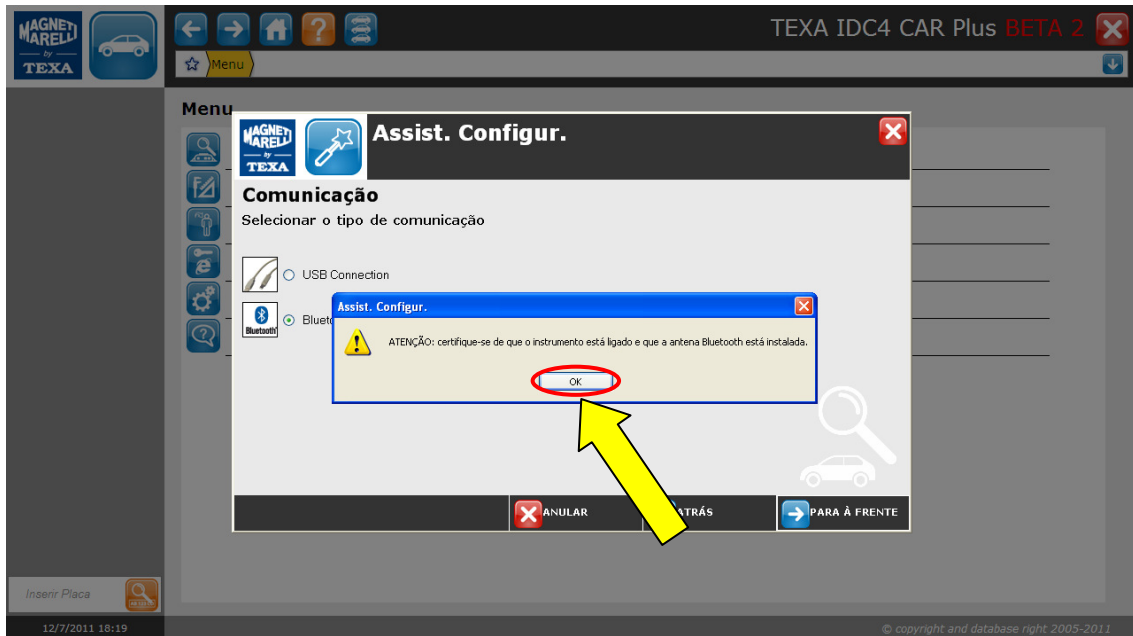 MAGNETI
MARELLI
by
TEXA
TEXA IDC4 CAR Plus BETA 2
Menu
Menu
MAGNETI
MARELLI
by
TEXA
Assist. Configur.
Comunicação
Selecionar o tipo de comunicação
USB Connection
Bluetooth
Bluet
Assist. Configur.
ATENÇÃO: certifique-se de que o instrumento está ligado e que a antena Bluetooth está instalada.
OK
ANULAR
ATRÁS
PARA À FRENTE
Inserir Placa
12/7/2011 18:19
© copyright and database right 2005-2011